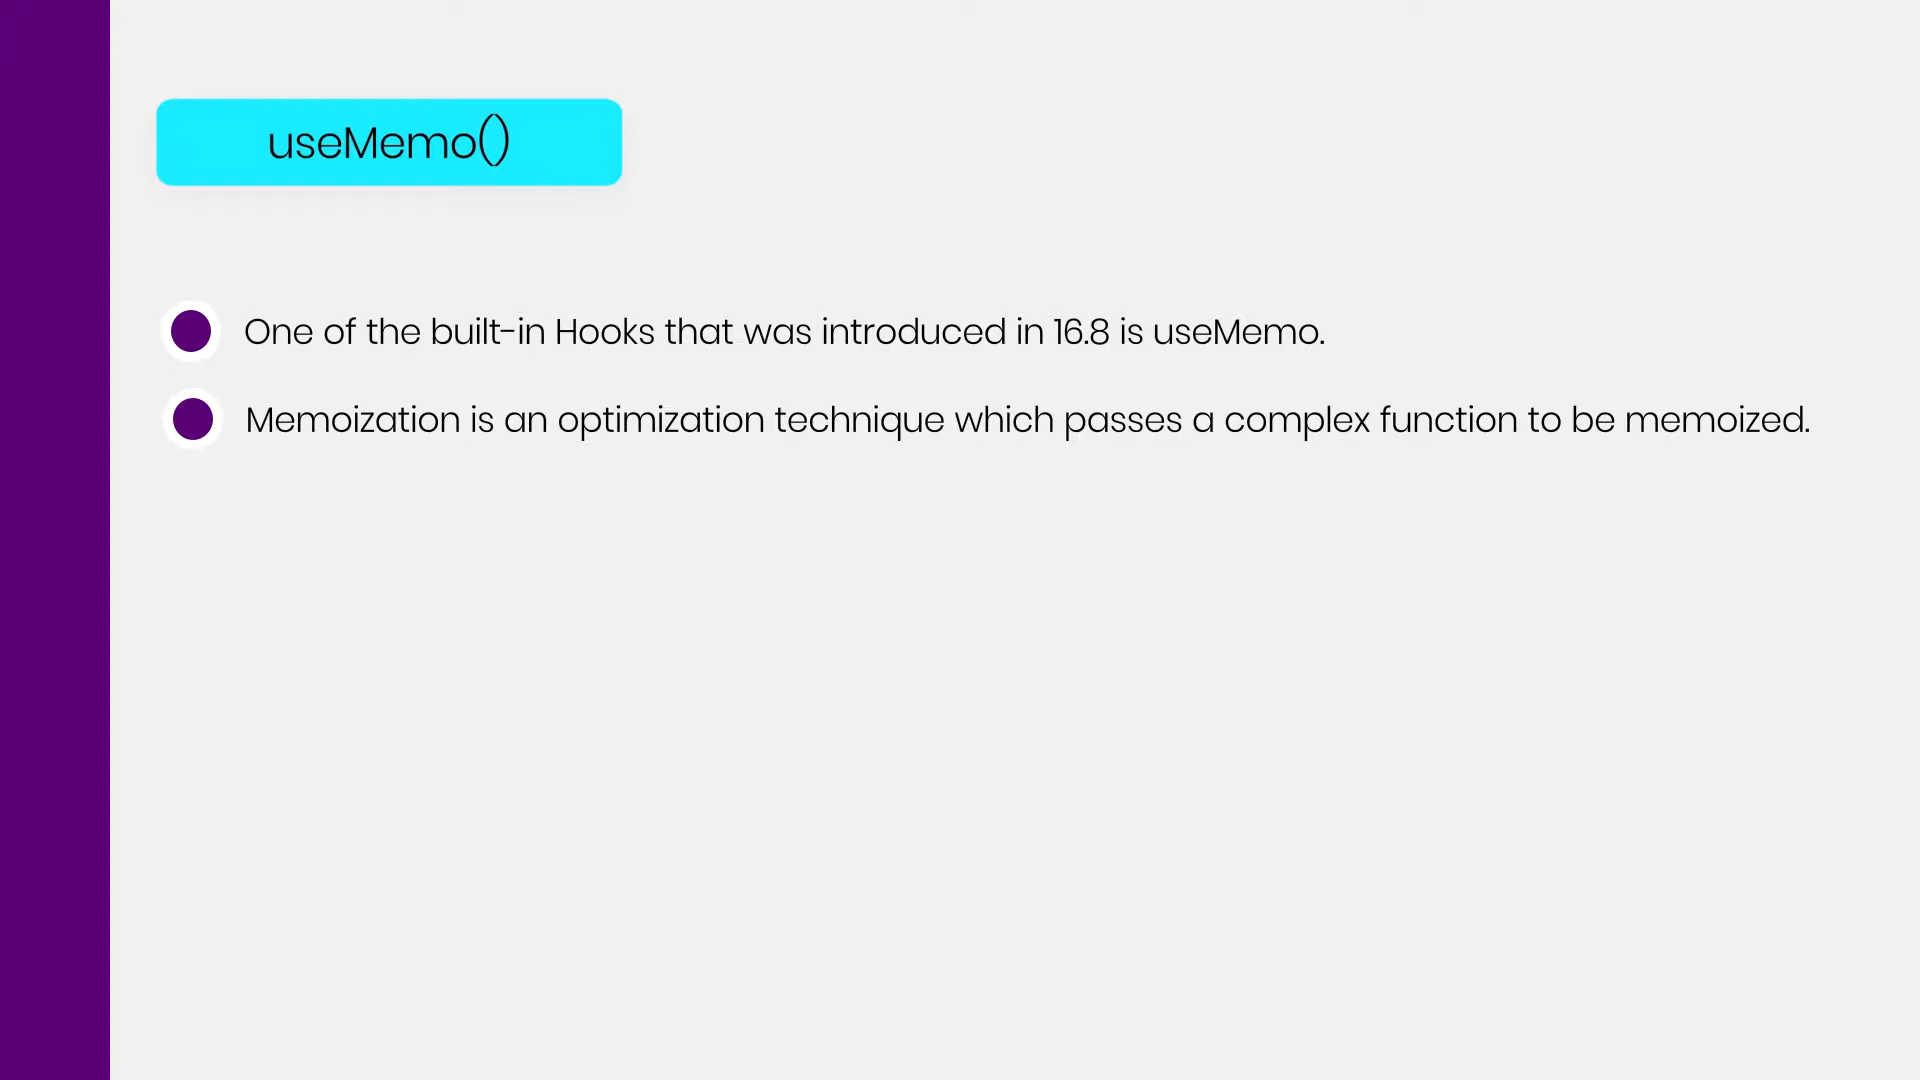 useMemo()
One of the built-in Hooks that was introduced in 16.8 is useMemo.
Memoization is an optimization technique which passes a complex function to be memoized.